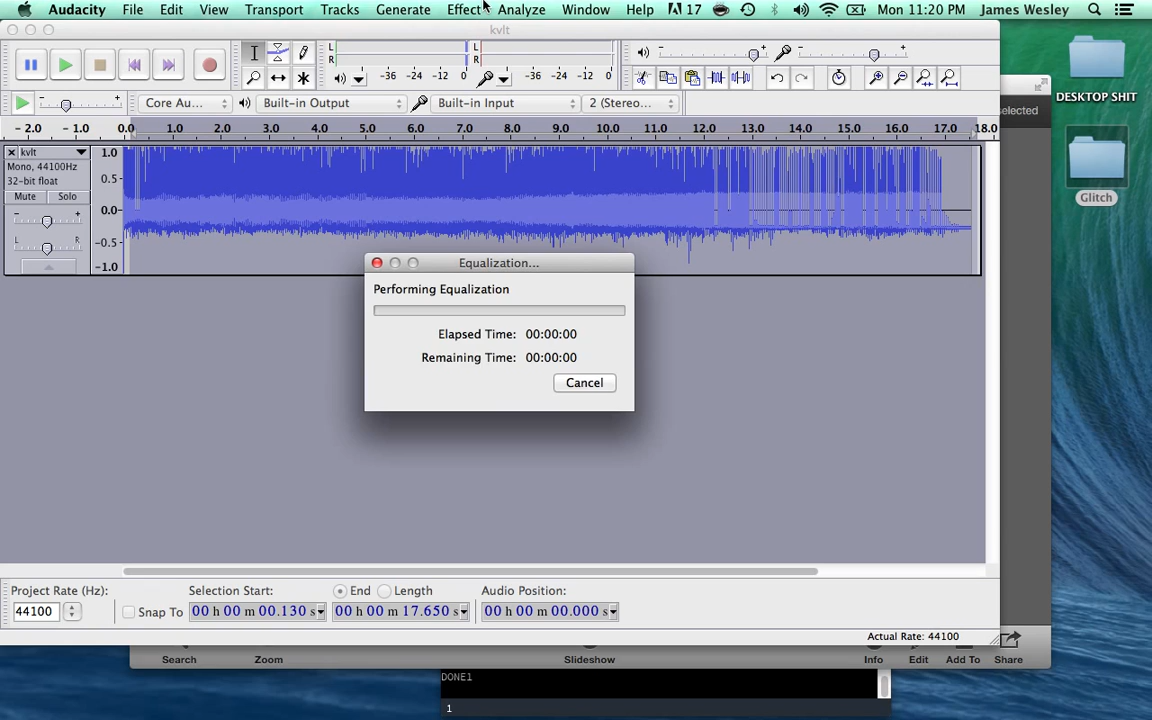 Audacity File Edit View Transport Tracks Generate Effect Analyze Window Help 17 Mon 11:20 PM James Wesley
kvlt
L
R
-36 -24 -12 0
L
R
-36 -24 -12 0
Core Au... Built-in Output Built-in Input 2 (Stereo...
- 2.0 - 1.0 0.0 1.0 2.0 3.0 4.0 5.0 6.0 7.0 8.0 9.0 10.0 11.0 12.0 13.0 14.0 15.0 16.0 17.0 18.0
kvlt
Mono, 44100Hz
32-bit float
Mute Solo
- +
L R
1.0
0.5
0.0
-0.5
-1.0
Equalization...
Performing Equalization
Elapsed Time: 00:00:00
Remaining Time: 00:00:00
Cancel
Project Rate (Hz): Selection Start: End Length Audio Position:
44100 Snap To 00 h 00 m 00.130 s 00 h 00 m 17.650 s 00 h 00 m 00.000 s
Actual Rate: 44100
selected
DESKTOP SHIT
Glitch
Search Zoom Slideshow Info Edit Add To Share
DONE1
1